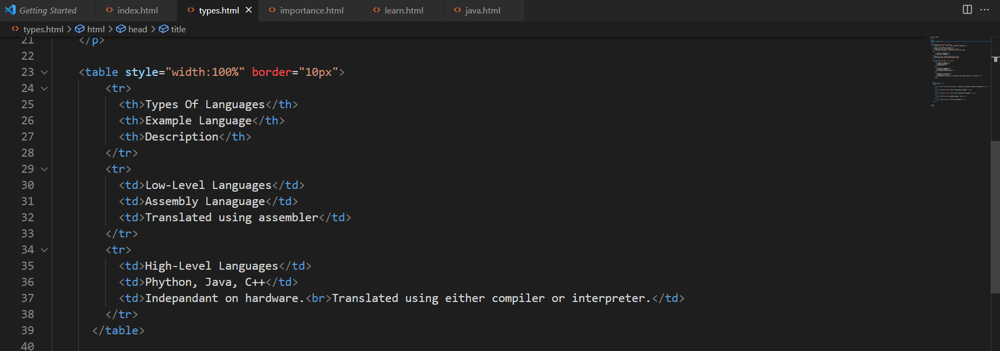 Getting Started index.html types.html importance.html learn.html java.html
types.html > html > head > title
21 </p>
22
23 <table style="width:100%" border="10px">
24 <tr>
25 <th>Types Of Languages</th>
26 <th>Example Language</th>
27 <th>Description</th>
28 </tr>
29 <tr>
30 <td>Low-Level Languages</td>
31 <td>Assembly Lanaguage</td>
32 <td>Translated using assembler</td>
33 </tr>
34 <tr>
35 <td>High-Level Languages</td>
36 <td>Phython, Java, C++</td>
37 <td>Indepandant on hardware.<br>Translated using either compiler or interpreter.</td>
38 </tr>
39 </table>
40